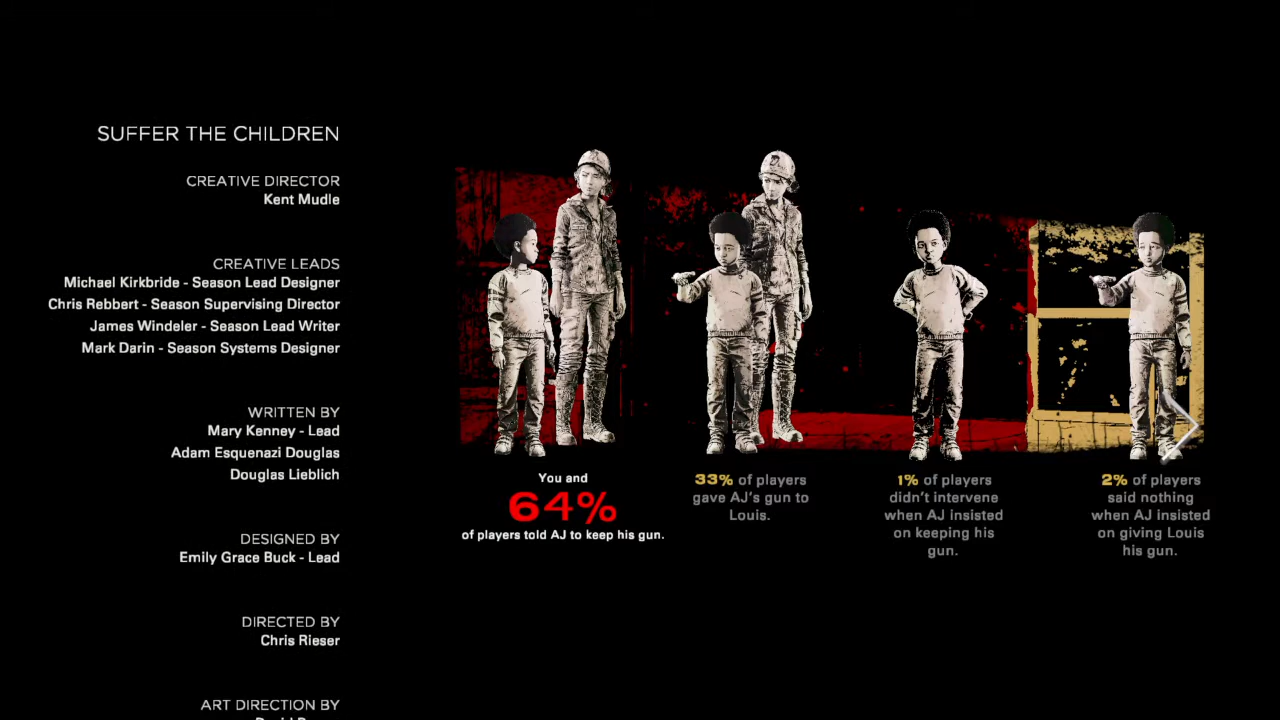 SUFFER THE CHILDREN
CREATIVE DIRECTOR
Kent Mudle
CREATIVE LEADS
Michael Kirkbride - Season Lead Designer
Chris Rebbert - Season Supervising Director
James Windeler - Season Lead Writer
Mark Darin - Season Systems Designer
WRITTEN BY
Mary Kenney - Lead
Adam Esquenazi Douglas
Douglas Lieblich
DESIGNED BY
Emily Grace Buck - Lead
DIRECTED BY
Chris Rieser
ART DIRECTION BY
You and
64%
of players told AJ to keep his gun.
33% of players
gave AJ's gun to
Louis.
1% of players
didn't intervene
when AJ insisted
on keeping his
gun.
2% of players
said nothing
when AJ insisted
on giving Louis
his gun.